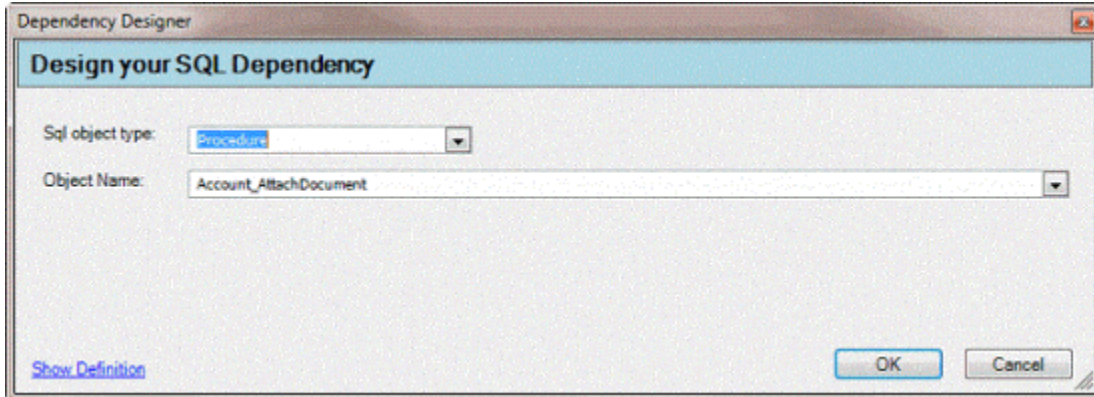 Dependency Designer
Design your SQL Dependency
Sql object type:
Procedure
Object Name:
Account_AttachDocument
Show Definition
OK
Cancel